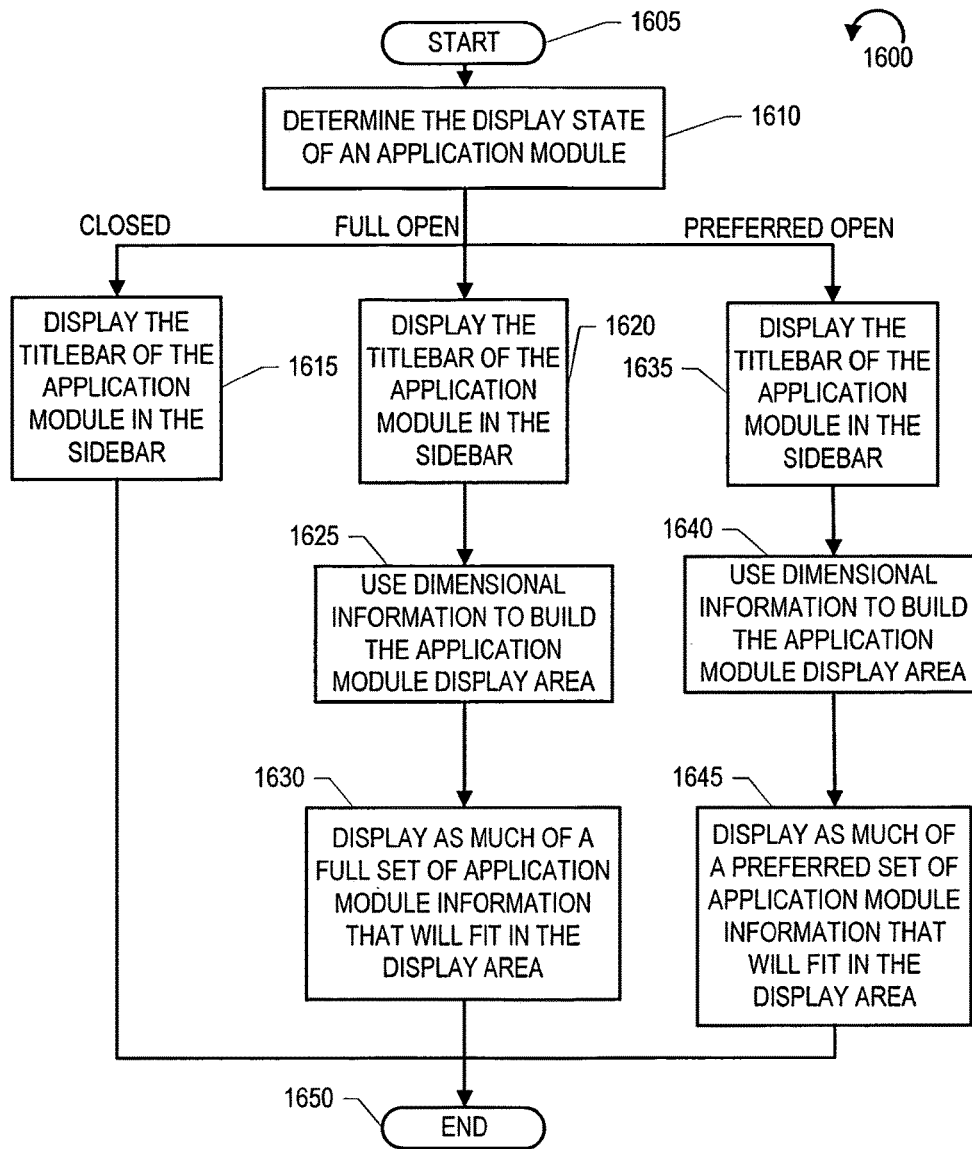 START
1605
1600
DETERMINE THE DISPLAY STATE
OF AN APPLICATION MODULE
1610
CLOSED
FULL OPEN
PREFERRED OPEN
DISPLAY THE
TITLEBAR OF THE
APPLICATION
MODULE IN THE
SIDEBAR
1615
DISPLAY THE
TITLEBAR OF THE
APPLICATION
MODULE IN THE
SIDEBAR
1620
1635
DISPLAY THE
TITLEBAR OF THE
APPLICATION
MODULE IN THE
SIDEBAR
1625
USE DIMENSIONAL
INFORMATION TO BUILD
THE APPLICATION
MODULE DISPLAY AREA
1640
USE DIMENSIONAL
INFORMATION TO BUILD
THE APPLICATION
MODULE DISPLAY AREA
1630
DISPLAY AS MUCH OF A
FULL SET OF APPLICATION
MODULE INFORMATION
THAT WILL FIT IN THE
DISPLAY AREA
1645
DISPLAY AS MUCH OF
A PREFERRED SET OF
APPLICATION MODULE
INFORMATION THAT
WILL FIT IN THE
DISPLAY AREA
1650
END